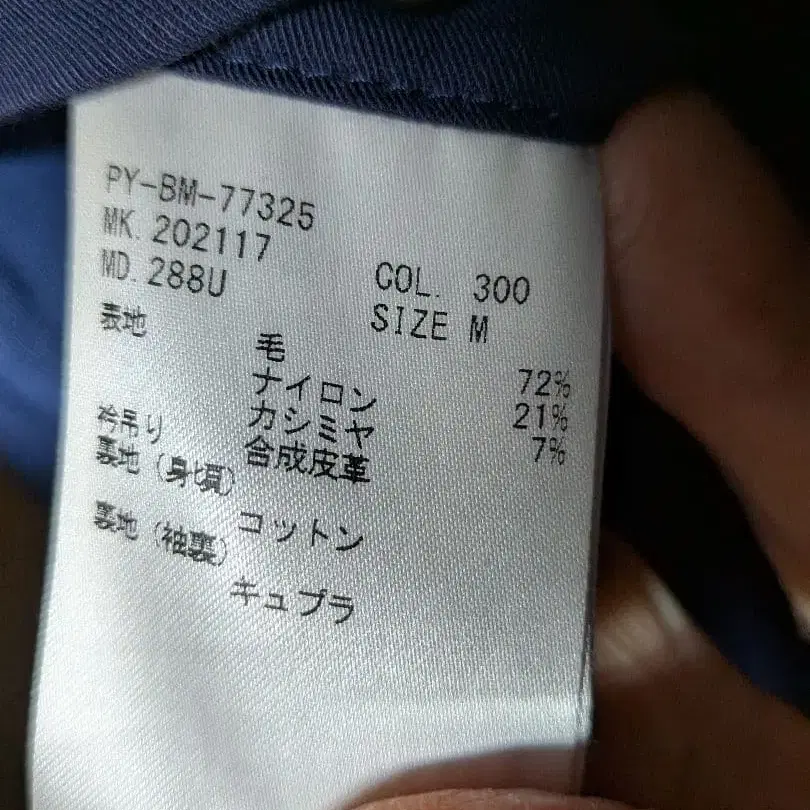 PY-BM-77325
MK. 202117
MD. 288U COL. 300
SIZE M
表地
毛 72%
ナイロン 21%
カシミヤ 7%
衿吊り 合成皮革
裏地(身頃)
コットン
裏地(袖裏)
キュプラ